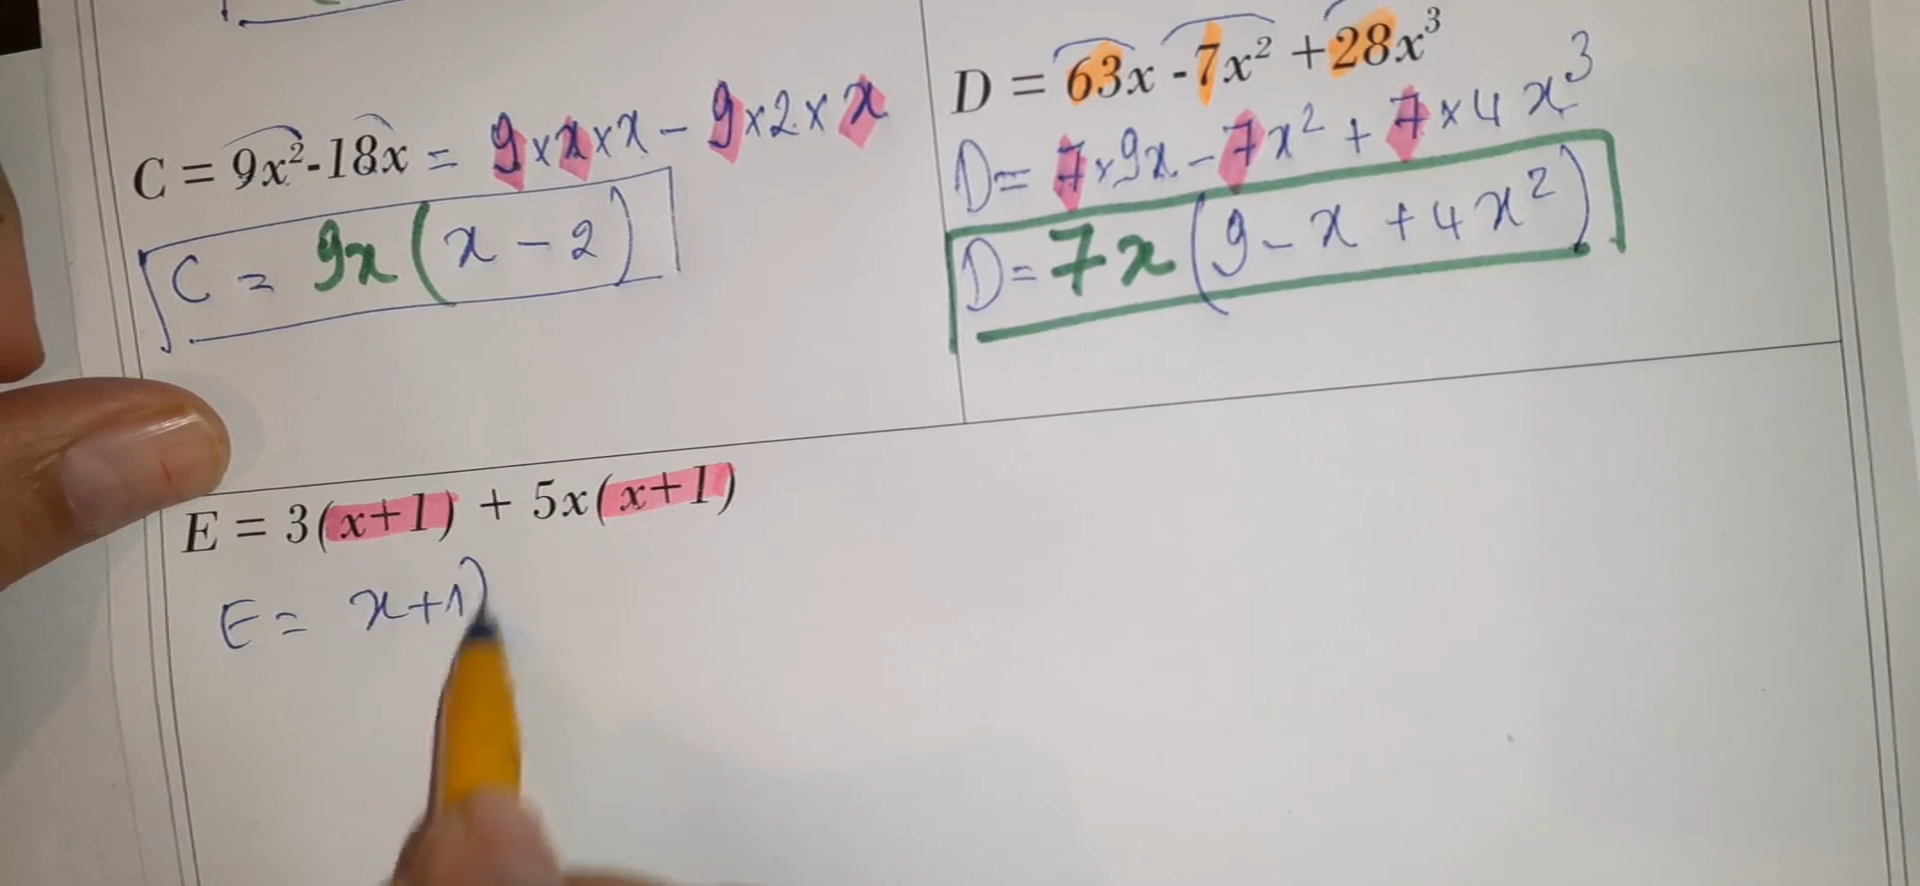 C = 9x²-18x = 9×x×x - 9×2×x
C = 9x(x-2)
D = 63x -7x² +28x³
D= 7×9x-7x²+7×4x³
D=7x(9-x+4x²)
E = 3(x+1) + 5x(x+1)
E= x+1)